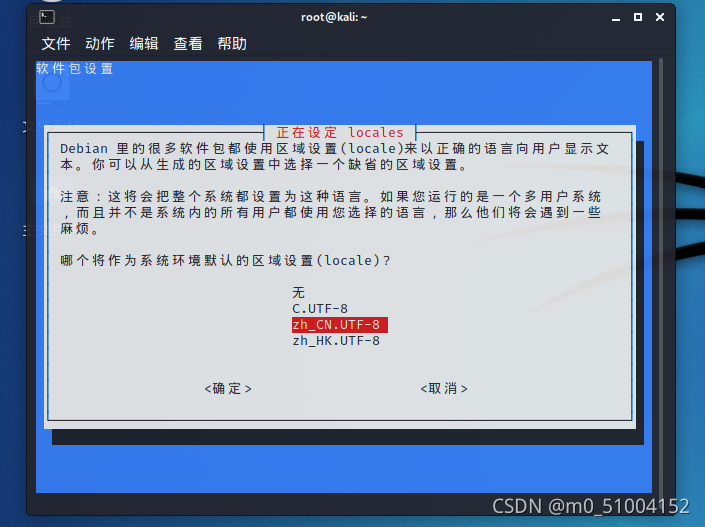 root@kali: ~
文件 动作 编辑 查看 帮助
软件包设置
正在设定 locales
Debian 里的很多软件包都使用区域设置(locale)来以正确的语言向用户显示文
本。你可以从生成的区域设置中选择一个缺省的区域设置。
注意：这将会把整个系统都设置为这种语言。如果您运行的是一个多用户系统
，而且并不是系统内的所有用户都使用您选择的语言，那么他们将会遇到一些
麻烦。
哪个将作为系统环境默认的区域设置(locale)？
无
C.UTF-8
zh_CN.UTF-8
zh_HK.UTF-8
<确定> <取消>
CSDN @m0_51004152